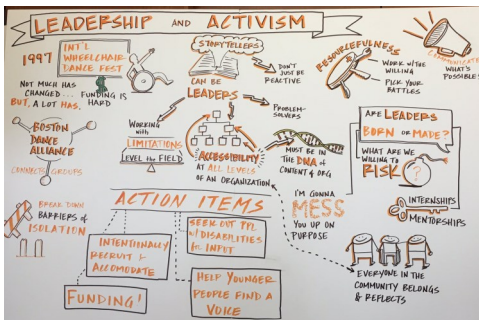 LEADERSHIP AND ACTIVISM
1997
INT'L
WHEELCHAIR
DANCE FEST
NOT MUCH HAS
CHANGED...
BUT, A LOT HAS.
FUNDING IS
HARD
BOSTON
DANCE
ALLIANCE
CONNECTS GROUPS
BREAK DOWN
BARRIERS of
ISOLATION
STORYTELLERS
CAN BE
LEADERS
DON'T
JUST BE
REACTIVE
PROBLEM-
SOLVERS
WORKING
with
LIMITATIONS
LEVEL the FIELD
ACCESSIBILITY
AT ALL LEVELS
OF AN ORGANIZATION
MUST BE IN
THE DNA of
CONTENT & ORG
RESOURCEFULNESS
WORK w/THE
WILLING
PICK YOUR
BATTLES
COMMUNICATE
WHAT'S
POSSIBLE!
ARE LEADERS
BORN OR MADE?
WHAT ARE WE
WILLING TO
RISK?
INTERNSHIPS
MENTORSHIPS
I'M GONNA
MESS
YOU UP ON
PURPOSE
EVERYONE IN THE
COMMUNITY BELONGS
& REFLECTS
ACTION ITEMS
INTENTIONALLY
RECRUIT &
ACCOMODATE
SEEK OUT PPL
w/ DISABILITIES
for INPUT
FUNDING!
HELP YOUNGER
PEOPLE FIND A
VOICE